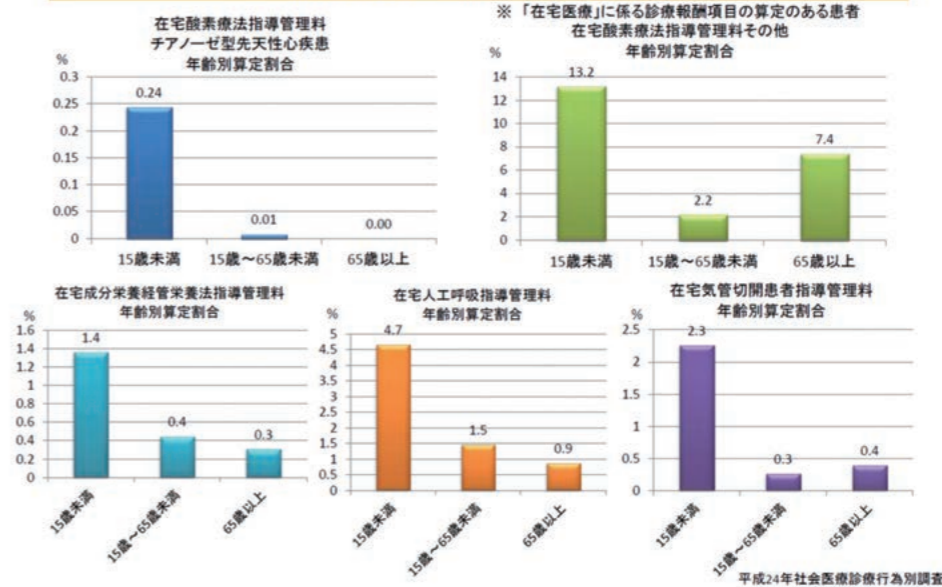 ※ 「在宅医療」に係る診療報酬項目の算定のある患者
在宅酸素療法指導管理料
チアノーゼ型先天性心疾患
年齢別算定割合
%
0.3
0.25
0.2
0.15
0.1
0.05
0
0.24
0.01
0.00
15歳未満
15歳～65歳未満
65歳以上
在宅酸素療法指導管理料その他
年齢別算定割合
%
14
12
10
8
6
4
2
0
13.2
2.2
7.4
15歳未満
15歳～65歳未満
65歳以上
在宅成分栄養経管栄養法指導管理料
年齢別算定割合
%
1.6
1.4
1.2
1
0.8
0.6
0.4
0.2
0
1.4
0.4
0.3
15歳未満
15歳～65歳未満
65歳以上
在宅人工呼吸指導管理料
年齢別算定割合
%
5
4.5
4
3.5
3
2.5
2
1.5
1
0.5
0
4.7
1.5
0.9
15歳未満
15歳～65歳未満
65歳以上
在宅気管切開患者指導管理料
年齢別算定割合
%
2.5
2
1.5
1
0.5
0
2.3
0.3
0.4
15歳未満
15歳～65歳未満
65歳以上
平成24年社会医療診療行為別調査